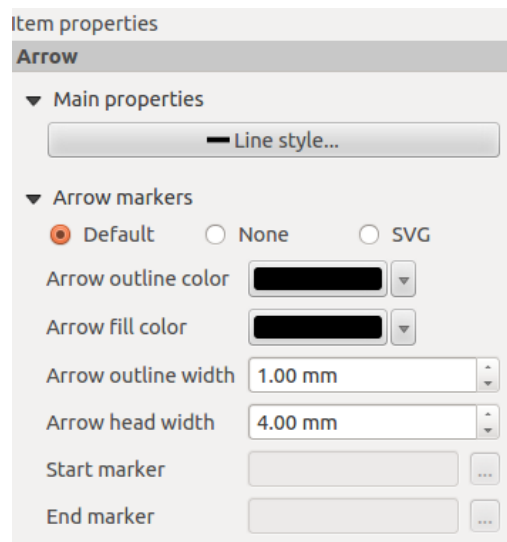 Item properties
Arrow
Main properties
Line style...
Arrow markers
Default None SVG
Arrow outline color
Arrow fill color
Arrow outline width 1.00 mm
Arrow head width 4.00 mm
Start marker ...
End marker ...